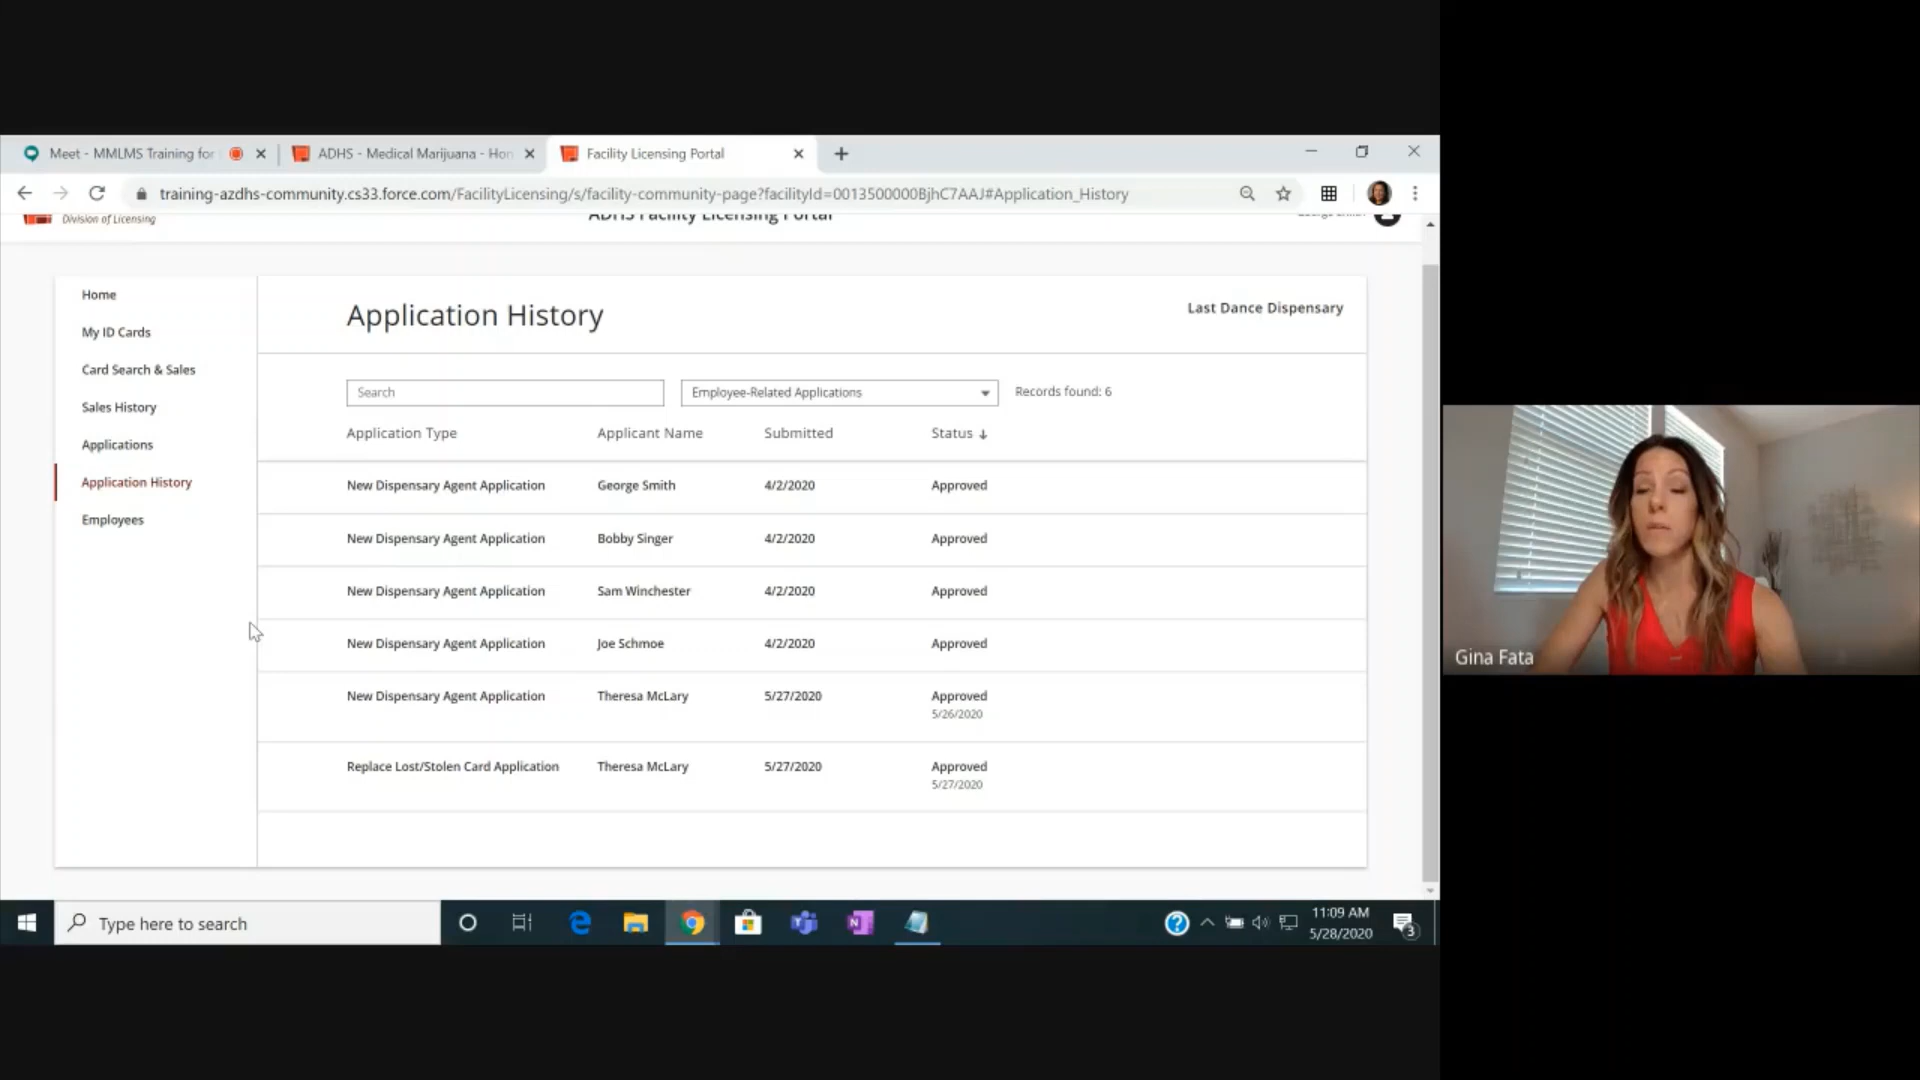 Meet - MMLMS Training for
ADHS - Medical Marijuana - Hon
Facility Licensing Portal
training-azdhs-community.cs33.force.com/FacilityLicensing/s/facility-community-page?facilityId=0013500000BjhC7AAJ#Application_History
Division of Licensing
ADHS Facility Licensing Portal
Home
My ID Cards
Card Search & Sales
Sales History
Applications
Application History
Employees
Application History
Last Dance Dispensary
Search
Employee-Related Applications
Records found: 6
Application Type Applicant Name Submitted Status
New Dispensary Agent Application George Smith 4/2/2020 Approved
New Dispensary Agent Application Bobby Singer 4/2/2020 Approved
New Dispensary Agent Application Sam Winchester 4/2/2020 Approved
New Dispensary Agent Application Joe Schmoe 4/2/2020 Approved
New Dispensary Agent Application Theresa McLary 5/27/2020 Approved
5/26/2020
Replace Lost/Stolen Card Application Theresa McLary 5/27/2020 Approved
5/27/2020
Gina Fata
Type here to search
11:09 AM
5/28/2020
3